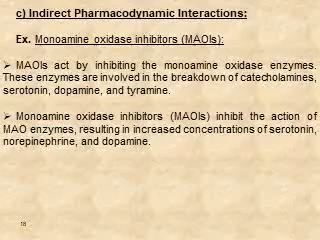 c) Indirect Pharmacodynamic Interactions:
Ex. Monoamine oxidase inhibitors (MAOIs):
➢ MAOIs act by inhibiting the monoamine oxidase enzymes.
These enzymes are involved in the breakdown of catecholamines,
serotonin, dopamine, and tyramine.
➢ Monoamine oxidase inhibitors (MAOIs) inhibit the action of
MAO enzymes, resulting in increased concentrations of serotonin,
norepinephrine, and dopamine.